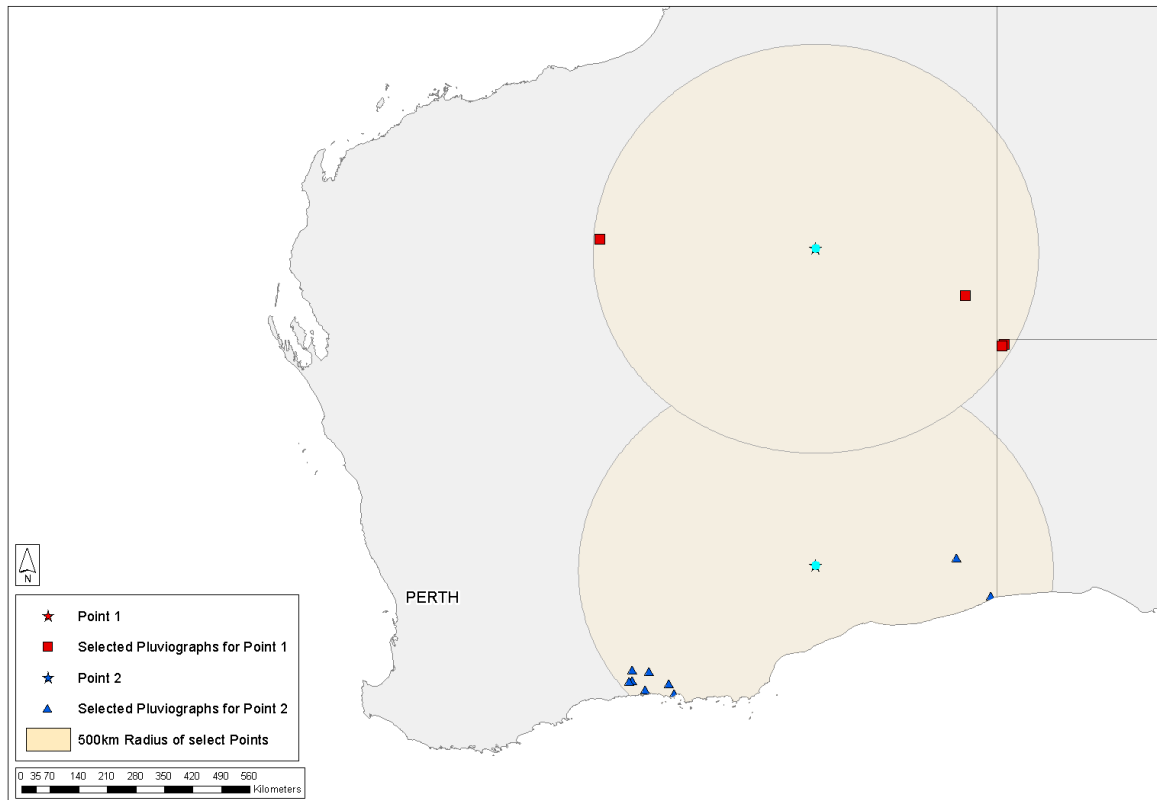 PERTH
N
Point 1
Selected Pluviographs for Point 1
Point 2
Selected Pluviographs for Point 2
500km Radius of select Points
0 35 70 140 210 280 350 420 490 560
Kilometers